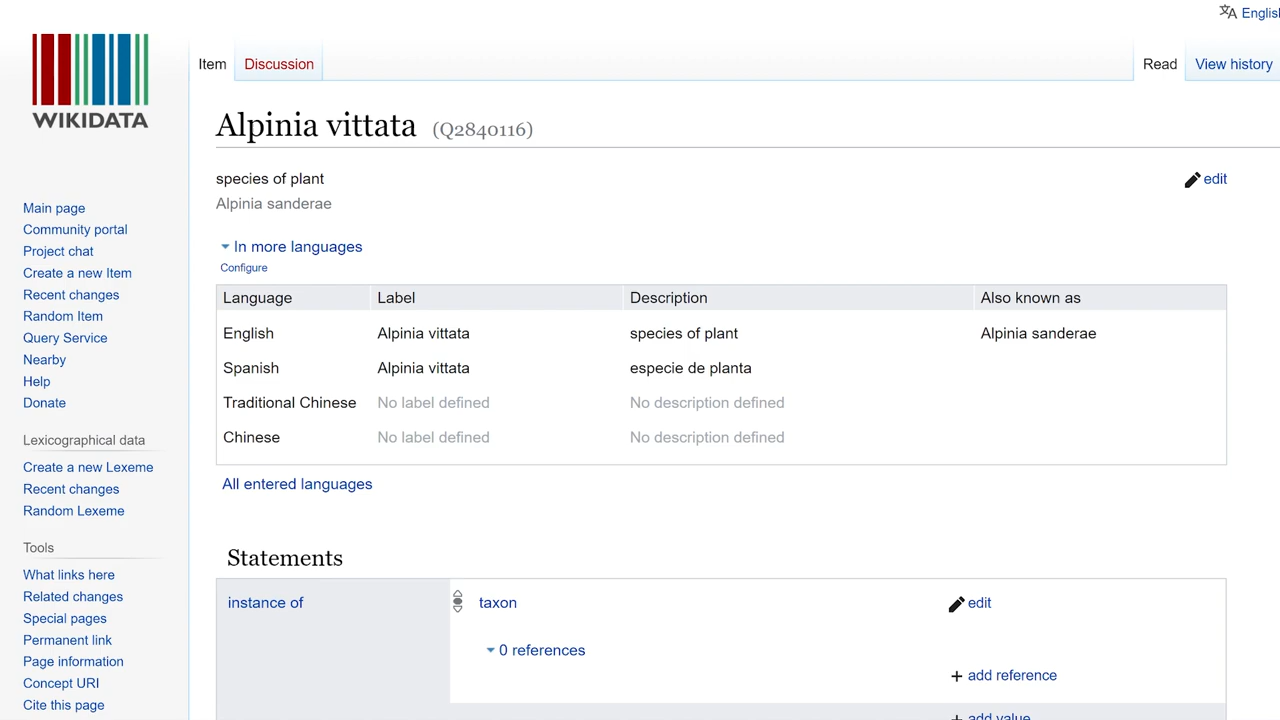 English
Item
Discussion
Read
View history
WIKIDATA
Alpinia vittata (Q2840116)
species of plant
edit
Alpinia sanderae
In more languages
Configure
Language Label Description Also known as
English Alpinia vittata species of plant Alpinia sanderae
Spanish Alpinia vittata especie de planta
Traditional Chinese No label defined No description defined
Chinese No label defined No description defined
All entered languages
Statements
instance of
taxon
edit
0 references
+ add reference
+ add value
Main page
Community portal
Project chat
Create a new Item
Recent changes
Random Item
Query Service
Nearby
Help
Donate
Lexicographical data
Create a new Lexeme
Recent changes
Random Lexeme
Tools
What links here
Related changes
Special pages
Permanent link
Page information
Concept URI
Cite this page